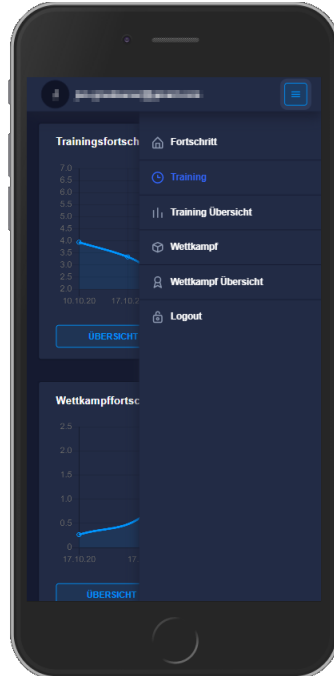 Trainingsfortsch
7.0
6.5
6.0
5.5
5.0
4.5
4.0
3.5
3.0
2.5
2.0
10.10.20 17.10.2
ÜBERSICHT
Wettkampffortsc
2.5
2.0
1.5
1.0
0.5
0
17.10.20 17.
ÜBERSICHT
Fortschritt
Training
Training Übersicht
Wettkampf
Wettkampf Übersicht
Logout